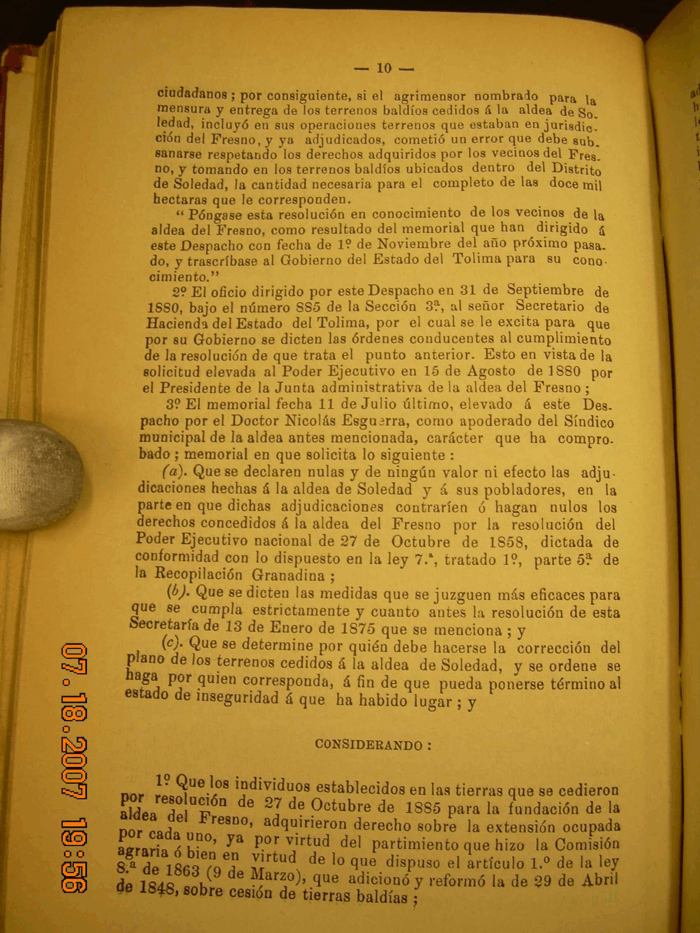 — 10 —
ciudadanos ; por consiguiente, si el agrimensor nombrado para la
mensura y entrega de los terrenos baldíos cedidos á la aldea de So-
ledad, incluyó en sus operaciones terrenos que estaban en jurisdic-
ción del Fresno, y ya adjudicados, cometió un error que debe sub-
sanarse respetando los derechos adquiridos por los vecinos del Fres-
no, y tomando en los terrenos baldíos ubicados dentro del Distrito
de Soledad, la cantidad necesaria para el completo de las doce mil
hectaras que le corresponden.
“ Póngase esta resolución en conocimiento de los vecinos de la
aldea del Fresno, como resultado del memorial que han dirigido á
este Despacho con fecha de 1º de Noviembre del año próximo pasa-
do, y trascríbase al Gobierno del Estado del Tolima para su cono-
cimiento.”
2º El oficio dirigido por este Despacho en 31 de Septiembre de
1880, bajo el número 885 de la Sección 3ª, al señor Secretario de
Hacienda del Estado del Tolima, por el cual se le excita para que
por su Gobierno se dicten las órdenes conducentes al cumplimiento
de la resolución de que trata el punto anterior. Esto en vista de la
solicitud elevada al Poder Ejecutivo en 15 de Agosto de 1880 por
el Presidente de la Junta administrativa de la aldea del Fresno ;
3º El memorial fecha 11 de Julio último, elevado á este Des-
pacho por el Doctor Nicolás Esguerra, como apoderado del Síndico
municipal de la aldea antes mencionada, carácter que ha compro-
bado ; memorial en que solicita lo siguiente :
(a). Que se declaren nulas y de ningún valor ni efecto las adju-
dicaciones hechas á la aldea de Soledad y á sus pobladores, en la
parte en que dichas adjudicaciones contraríen ó hagan nulos los
derechos concedidos á la aldea del Fresno por la resolución del
Poder Ejecutivo nacional de 27 de Octubre de 1858, dictada de
conformidad con lo dispuesto en la ley 7.ª, tratado 1º, parte 5ª de
la Recopilación Granadina ;
(b). Que se dicten las medidas que se juzguen más eficaces para
que se cumpla estrictamente y cuanto antes la resolución de esta
Secretaría de 13 de Enero de 1875 que se menciona ; y
(c). Que se determine por quién debe hacerse la corrección del
plano de los terrenos cedidos á la aldea de Soledad, y se ordene se
haga por quien corresponda, á fin de que pueda ponerse término al
estado de inseguridad á que ha habido lugar ; y
CONSIDERANDO :
1º Que los individuos establecidos en las tierras que se cedieron
por resolución de 27 de Octubre de 1885 para la fundación de la
aldea del Fresno, adquirieron derecho sobre la extensión ocupada
por cada uno, ya por virtud del partimiento que hizo la Comisión
agraria ó bien en virtud de lo que dispuso el artículo 1.º de la ley
8.ª de 1863 (9 de Marzo), que adicionó y reformó la de 29 de Abril
de 1848, sobre cesión de tierras baldías ;
07.18.2007 19:56